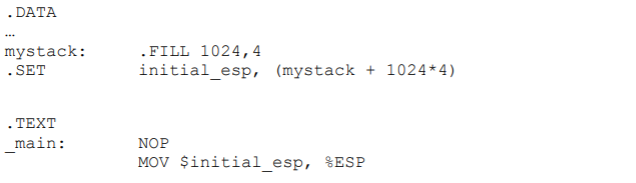 .DATA
…
mystack: .FILL 1024,4
.SET initial_esp, (mystack + 1024*4)
.TEXT
_main: NOP
MOV $initial_esp, %ESP